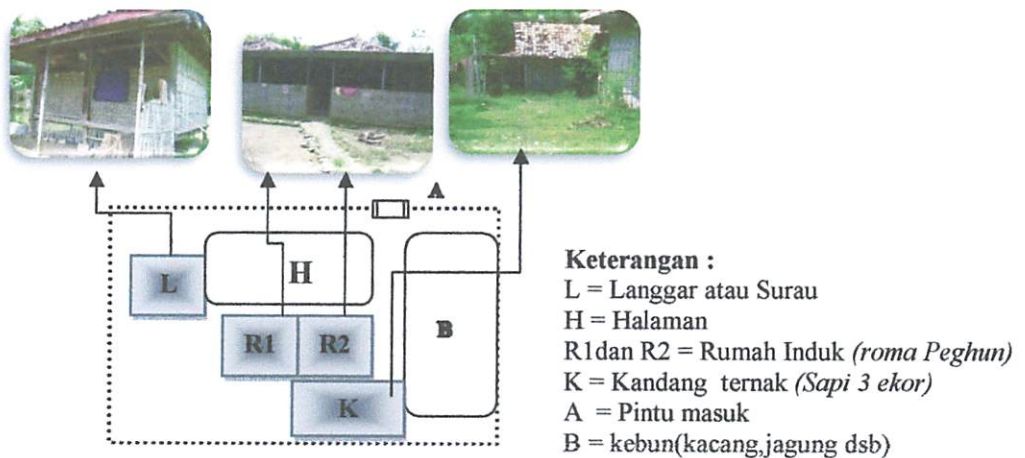 A
L
H
R1
R2
B
K
Keterangan :
L = Langgar atau Surau
H = Halaman
R1dan R2 = Rumah Induk (roma Peghun)
K = Kandang ternak (Sapi 3 ekor)
A = Pintu masuk
B = kebun(kacang,jagung dsb)